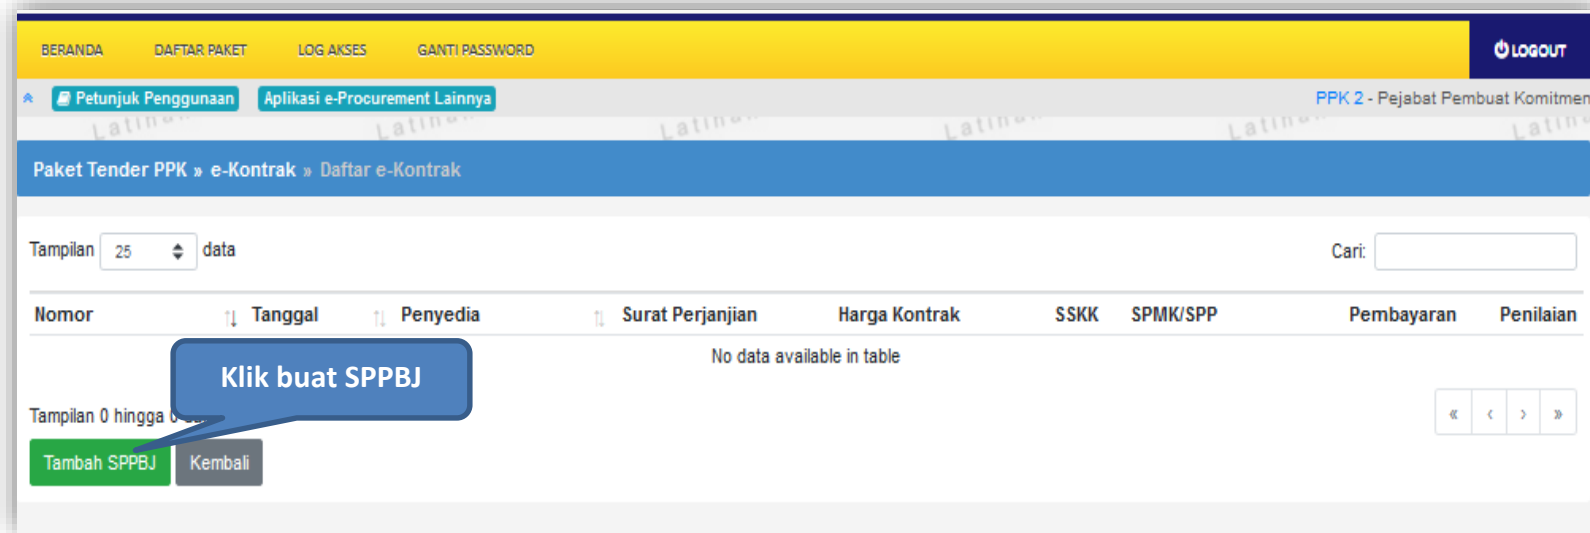 BERANDA DAFTAR PAKET LOG AKSES GANTI PASSWORD LOGOUT
Petunjuk Penggunaan Aplikasi e-Procurement Lainnya PPK 2 - Pejabat Pembuat Komitmen
Paket Tender PPK » e-Kontrak » Daftar e-Kontrak
Tampilan 25 data Cari:
Nomor Tanggal Penyedia Surat Perjanjian Harga Kontrak SSKK SPMK/SPP Pembayaran Penilaian
No data available in table
Klik buat SPPBJ
Tampilan 0 hingga 0
« ‹ › »
Tambah SPPBJ Kembali